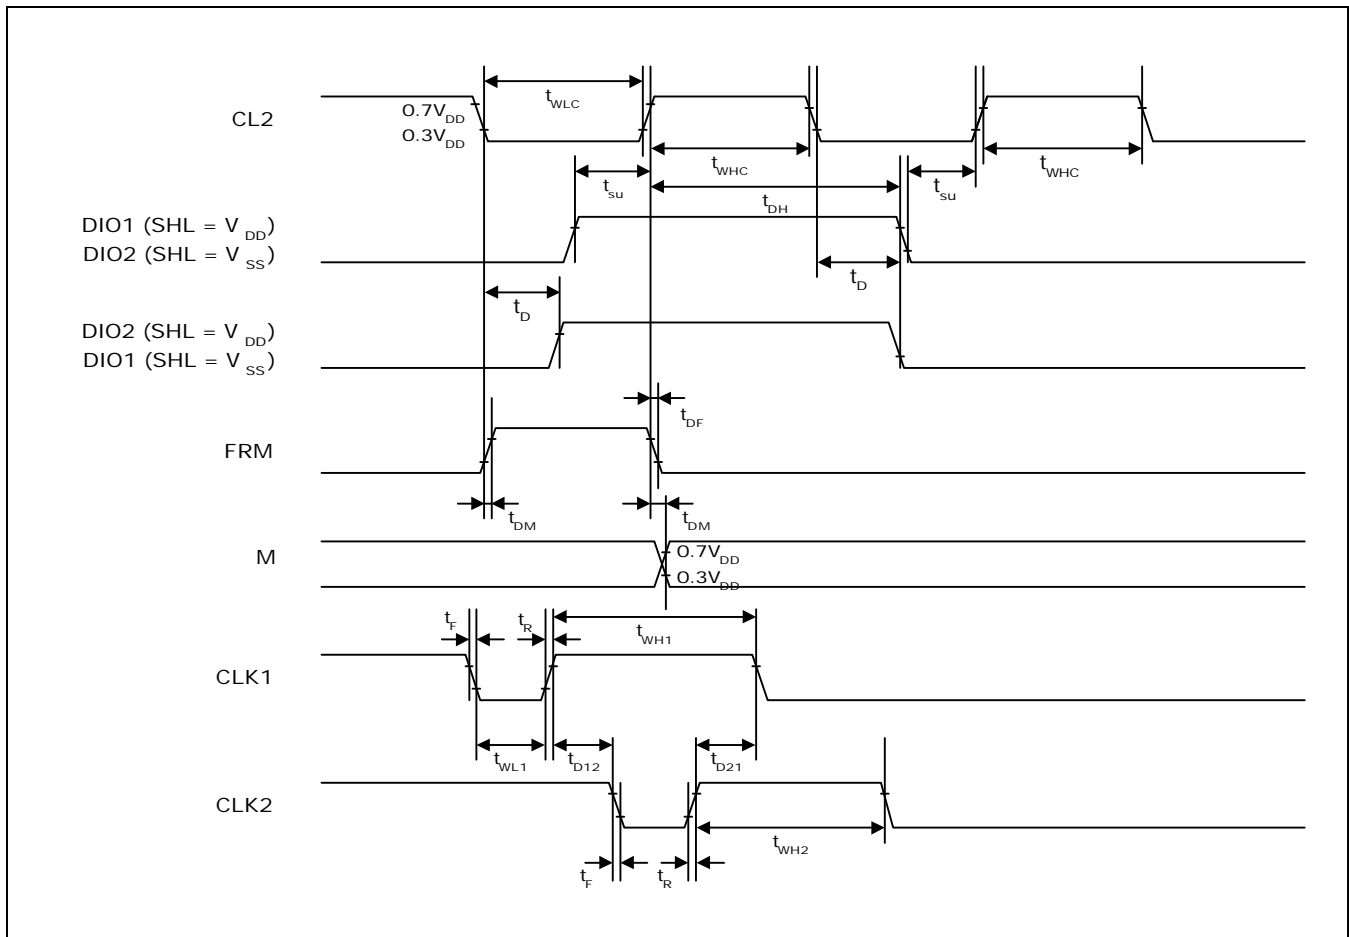 tWLC
CL2
0.7VDD
0.3VDD
tWHC
tWHC
tsu
tDH
tsu
DIO1 (SHL = VDD)
DIO2 (SHL = VSS)
tD
tD
DIO2 (SHL = VDD)
DIO1 (SHL = VSS)
tDF
FRM
tDM
tDM
M
0.7VDD
0.3VDD
tF
tR
tWH1
CLK1
tWL1
tD12
tD21
CLK2
tWH2
tF
tR